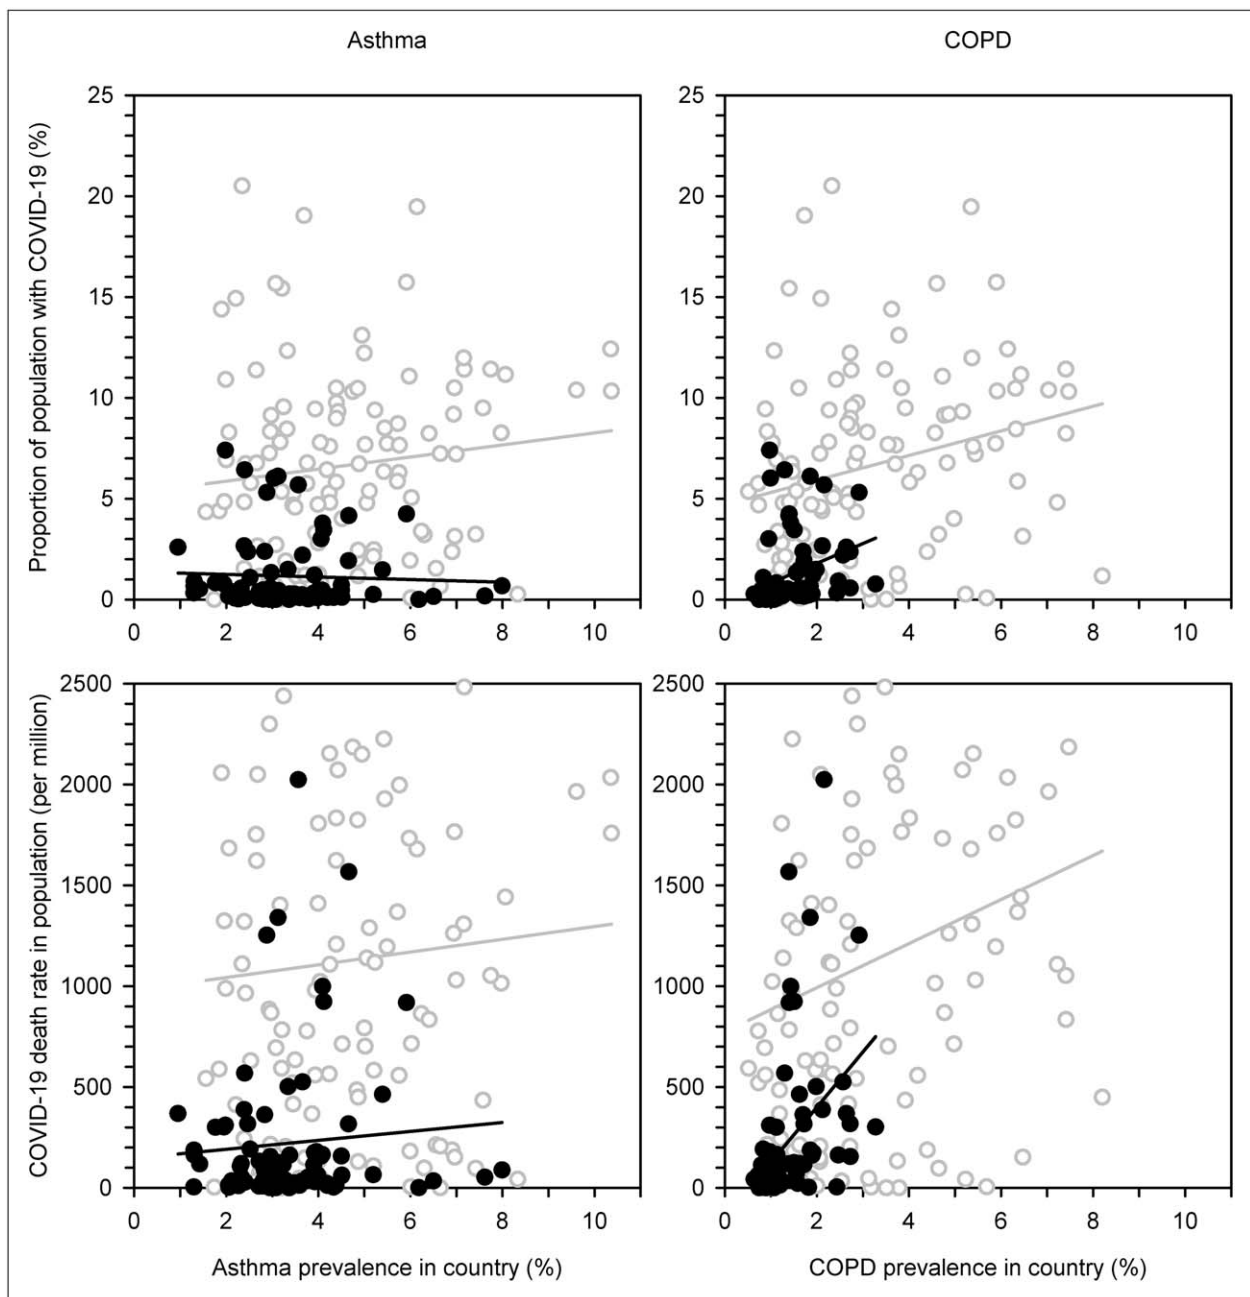 Asthma
COPD
Proportion of population with COVID-19 (%)
25
20
15
10
5
0
0 2 4 6 8 10
25
20
15
10
5
0
0 2 4 6 8 10
COVID-19 death rate in population (per million)
2500
2000
1500
1000
500
0
0 2 4 6 8 10
Asthma prevalence in country (%)
2500
2000
1500
1000
500
0
0 2 4 6 8 10
COPD prevalence in country (%)